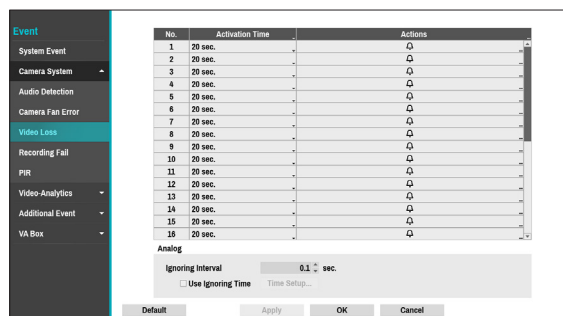 Event
System Event
Camera System
Audio Detection
Camera Fan Error
Video Loss
Recording Fail
PIR
Video-Analytics
Additional Event
VA Box
No. Activation Time Actions
1 20 sec.
2 20 sec.
3 20 sec.
4 20 sec.
5 20 sec.
6 20 sec.
7 20 sec.
8 20 sec.
9 20 sec.
10 20 sec.
11 20 sec.
12 20 sec.
13 20 sec.
14 20 sec.
15 20 sec.
16 20 sec.
Analog
Ignoring Interval 0.1 sec.
Use Ignoring Time Time Setup...
Default Apply OK Cancel